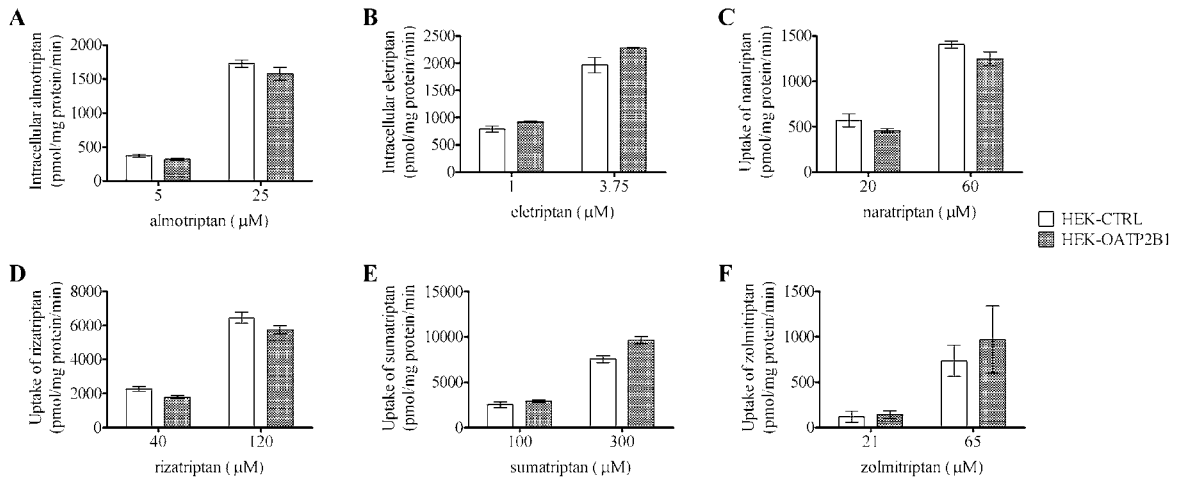 A
Intracellular almotriptan
(pmol/mg protein/min)
2000
1500
1000
500
0
5
25
almotriptan ( µM)
B
Intracellular eletriptan
(pmol/mg protein/min)
2500
2000
1500
1000
500
0
1
3.75
eletriptan ( µM)
C
Uptake of naratriptan
(pmol/mg protein/min)
1500
1000
500
0
20
60
naratriptan ( µM)
HEK-CTRL
HEK-OATP2B1
D
Uptake of rizatriptan
(pmol/mg protein/min)
8000
6000
4000
2000
0
40
120
rizatriptan ( µM)
E
Uptake of sumatriptan
(pmol/mg protein/min
15000
10000
5000
0
100
300
sumatriptan ( µM)
F
Uptake of zolmitriptan
(pmol/mg protein/min)
1500
1000
500
0
21
65
zolmitriptan ( µM)